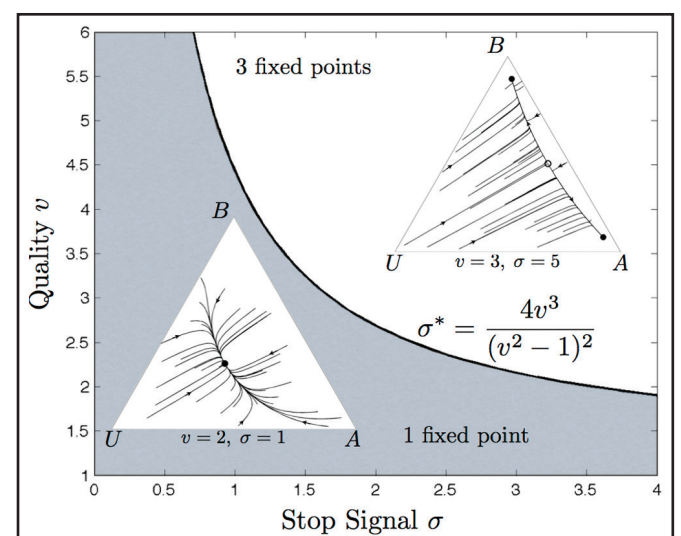 6
5.5
5
4.5
4
3.5
3
2.5
2
1.5
1
Quality v
3 fixed points
B
U
v = 3, σ = 5
A
B
U
v = 2, σ = 1
A
σ* = 4v³ / (v² − 1)²
1 fixed point
0
0.5
1
1.5
2
2.5
3
3.5
4
Stop Signal σ